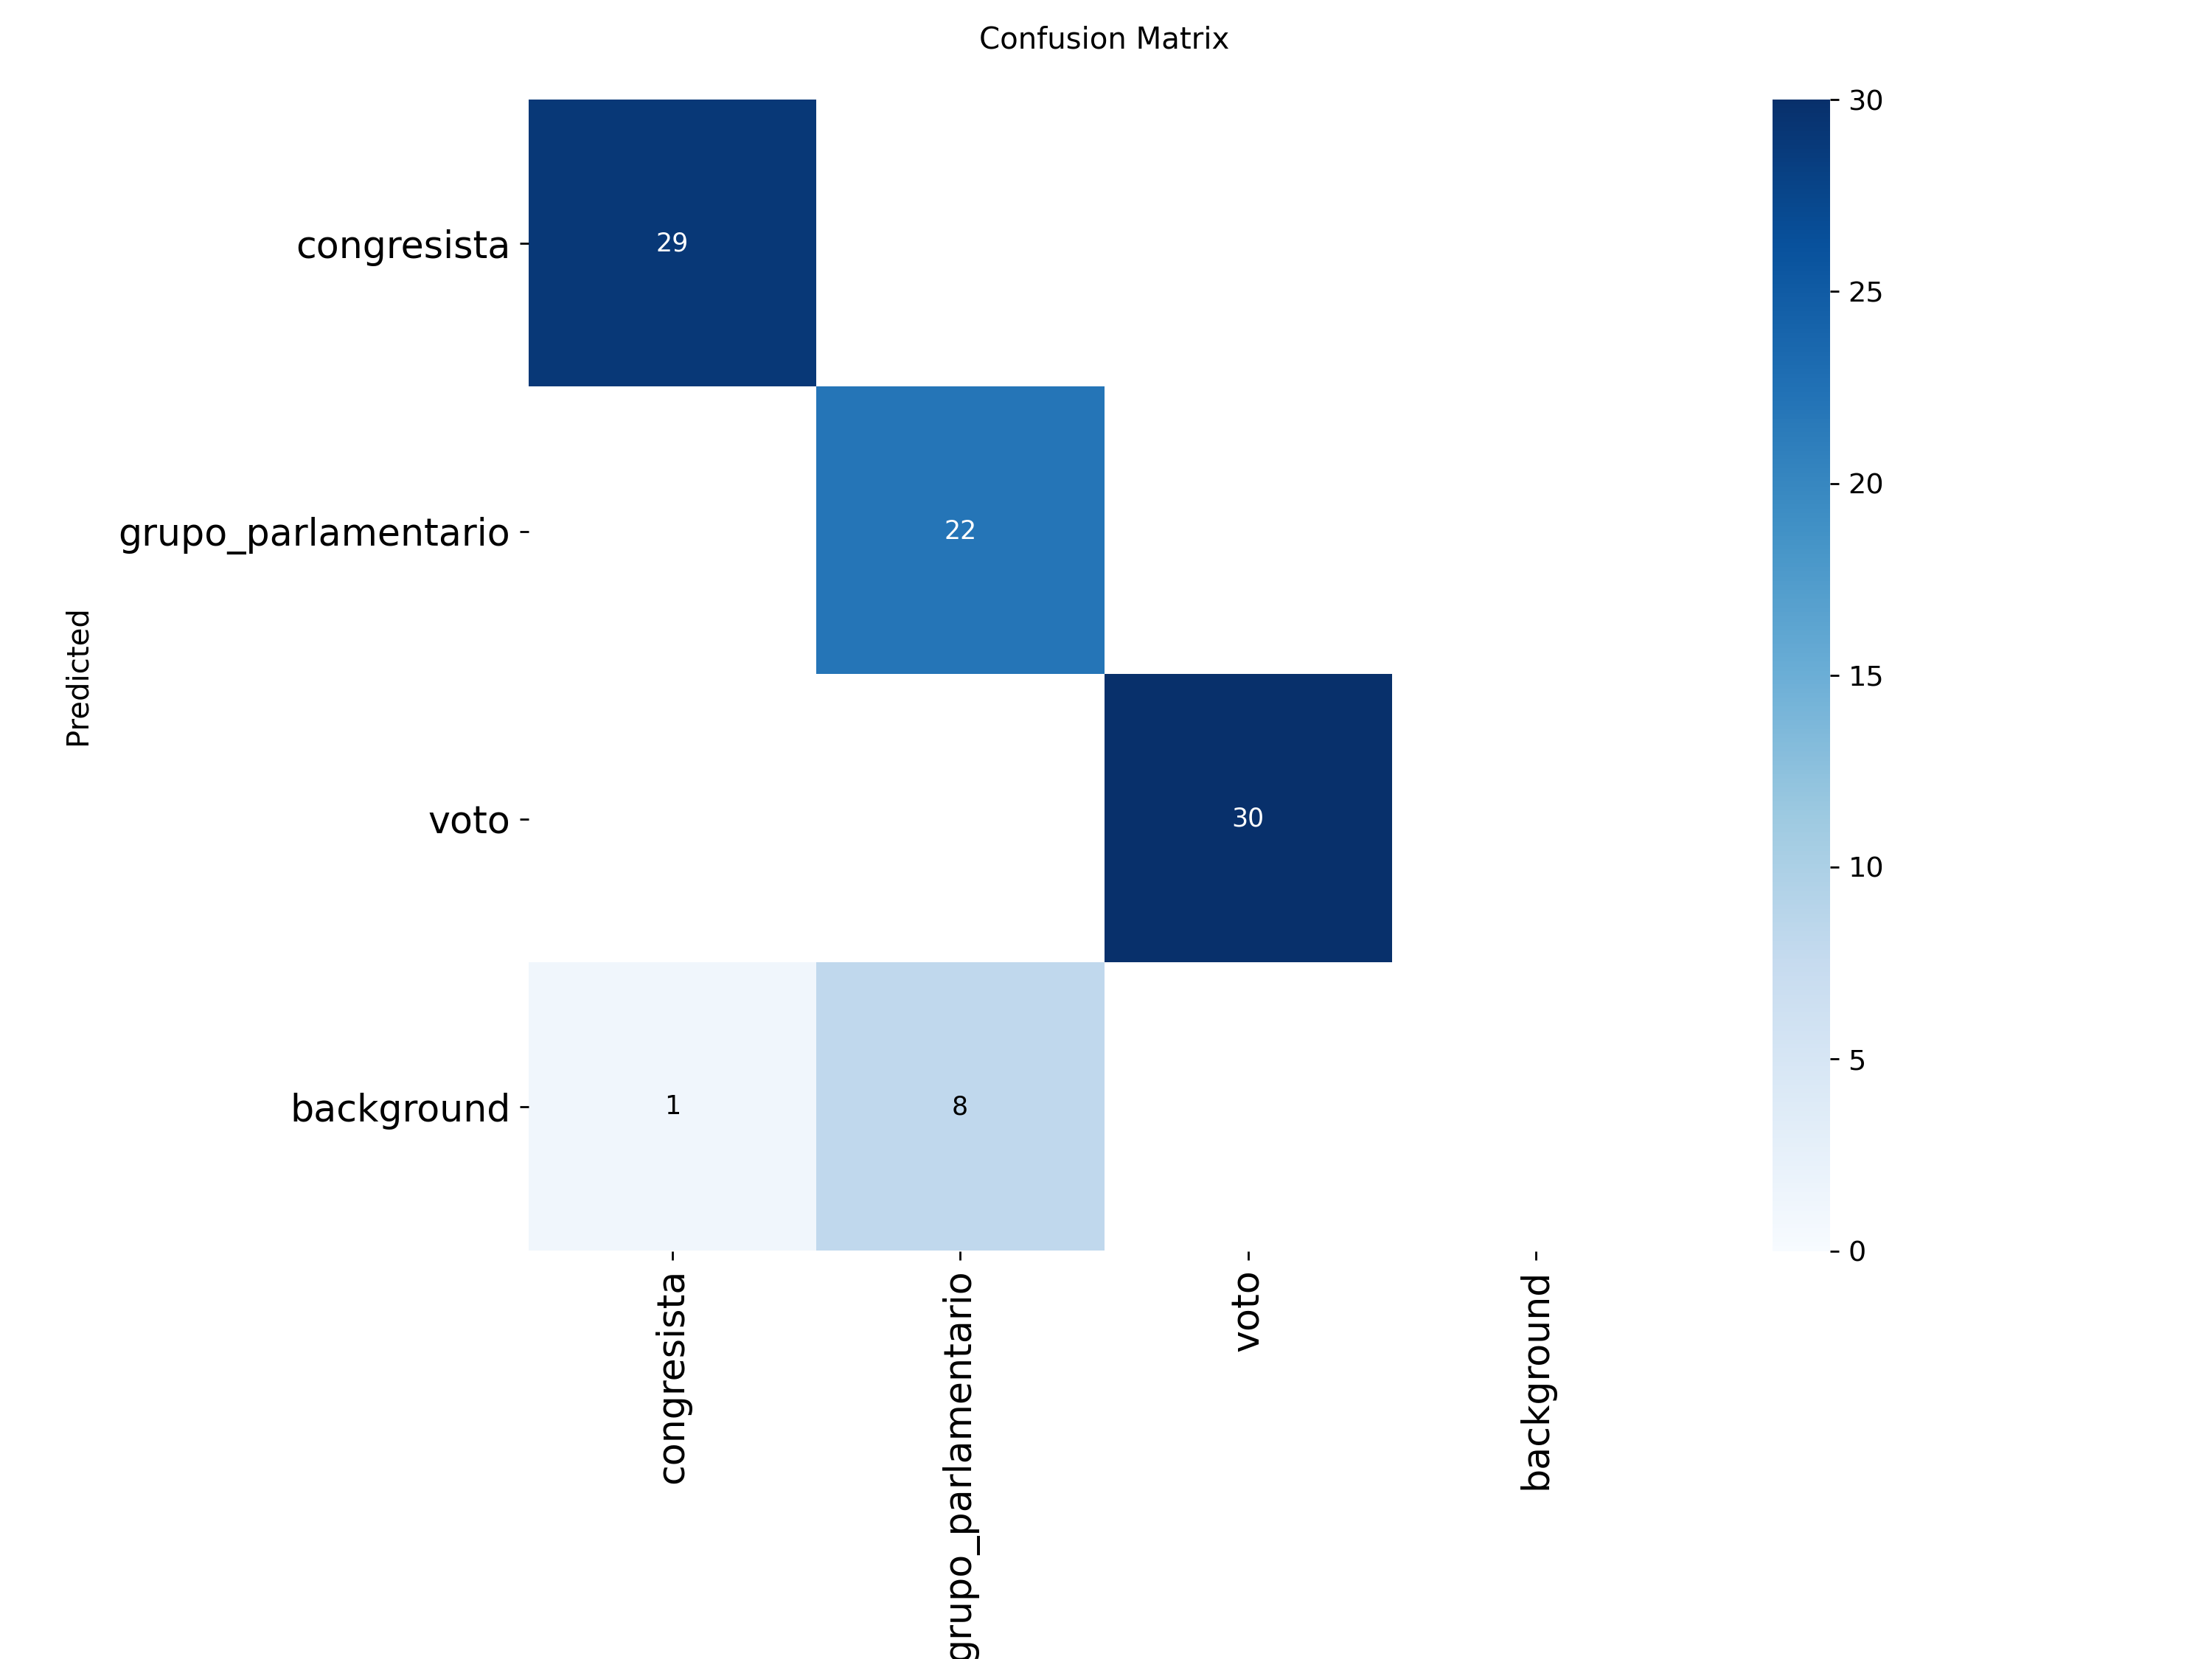 Confusion Matrix
30
congresista
29
25
20
grupo_parlamentario
22
Predicted
15
voto
30
10
5
background
1
8
0
congresista
grupo_parlamentario
voto
background